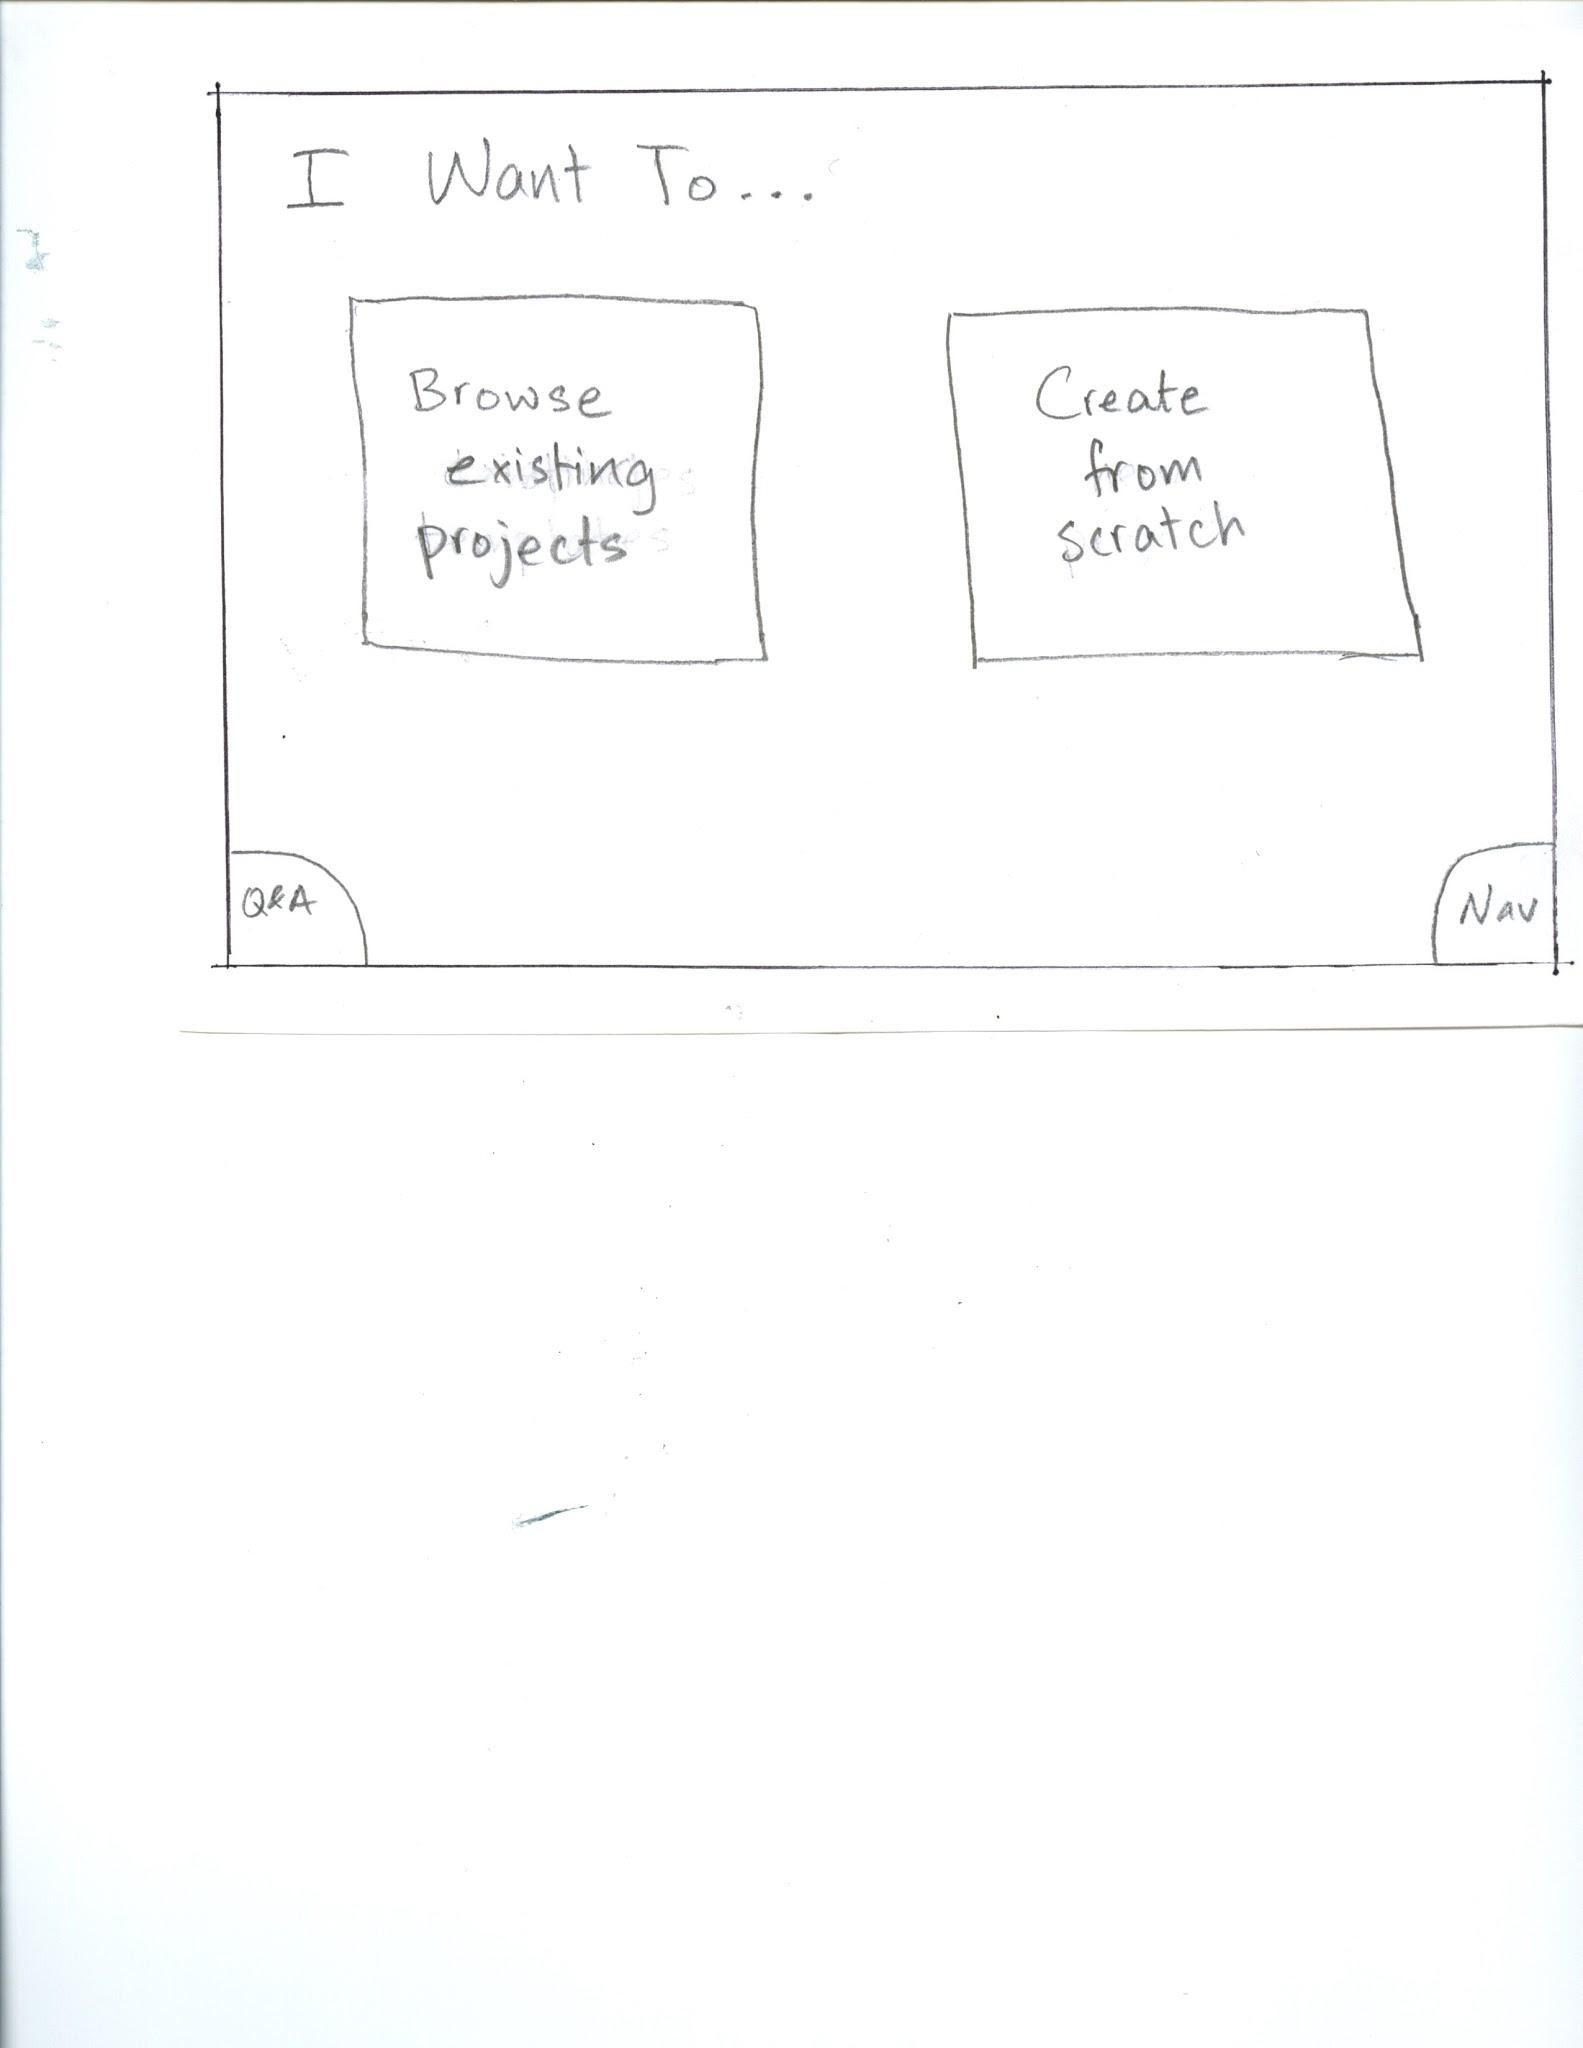 I Want To...
Browse
existing
projects
Create
from
scratch
Q&A
Nav